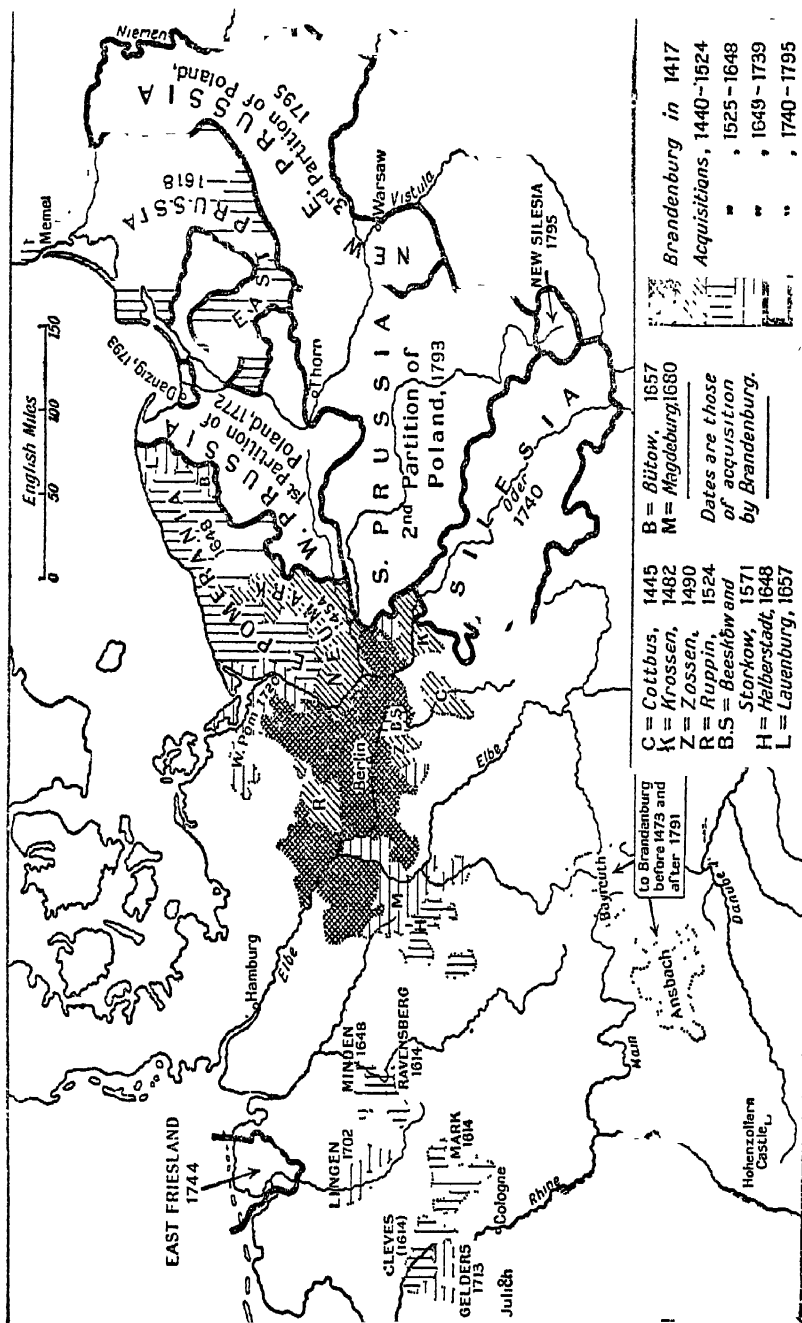 English Miles
0 50 100 150
Niemen
Memel
NEW E. PRUSSIA
3rd Partition of Poland,
1795
EAST PRUSSIA
1618
Danzig, 1793
W. PRUSSIA
1st Partition of
Poland, 1772
Thorn
Warsaw
Vistula
S. PRUSSIA
2nd Partition of
Poland, 1793
NEW SILESIA
1795
SILESIA
Oder
1740
E. POMERANIA
1648
L
B
NEUMARK
W. Pom. 1720
R
Berlin
Z
B.S
C
K
Elbe
M
H
Hamburg
Elbe
EAST FRIESLAND
1744
LINGEN
1702
MINDEN
1648
RAVENSBERG
1614
MARK
1614
CLEVES
(1614)
GELDERS
1713
Julich
Cologne
Rhine
Main
Bayreuth
to Brandenburg
before 1473 and
after 1791
Ansbach
Danube
Hohenzollern
Castle
C = Cottbus, 1445
K = Krossen, 1482
Z = Zossen, 1490
R = Ruppin, 1524
B.S = Beeskow and
Storkow, 1571
H = Halberstadt, 1648
L = Lauenburg, 1657
B = Bütow, 1657
M = Magdeburg, 1680
Dates are those
of acquisition
by Brandenburg.
Brandenburg in 1417
Acquisitions, 1440-1524
" , 1525-1648
" , 1649-1739
" , 1740-1795